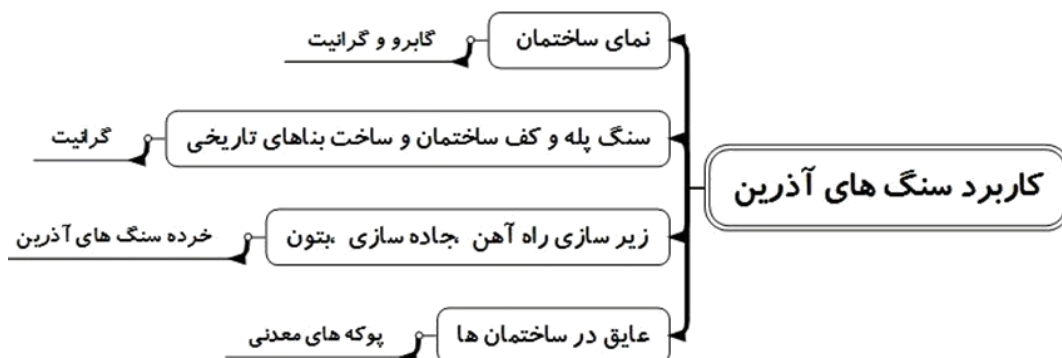 کاربرد سنگ های آذرین
نمای ساختمان
گابرو و گرانیت
سنگ پله و کف ساختمان و ساخت بناهای تاریخی
گرانیت
زیر سازی راه آهن ،جاده سازی ،بتون
خرده سنگ های آذرین
عایق در ساختمان ها
پوکه های معدنی